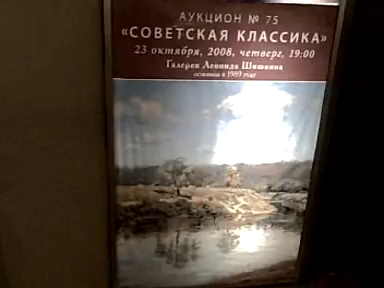 АУКЦИОН № 75
«СОВЕТСКАЯ КЛАССИКА»
23 октября, 2008, четверг, 19:00
Галерея Леонида Шишкина
основана в 1989 году